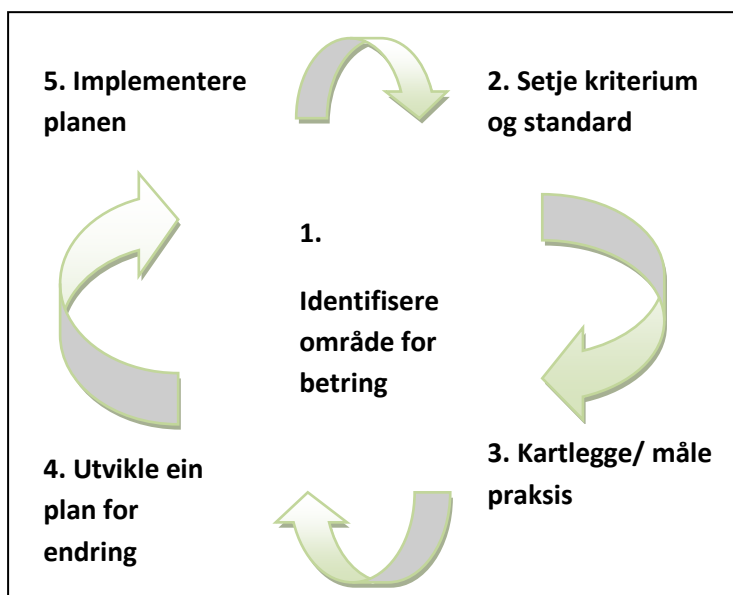 1.
Identifisere
område for
betring
2. Setje kriterium
og standard
3. Kartlegge/ måle
praksis
4. Utvikle ein
plan for
endring
5. Implementere
planen